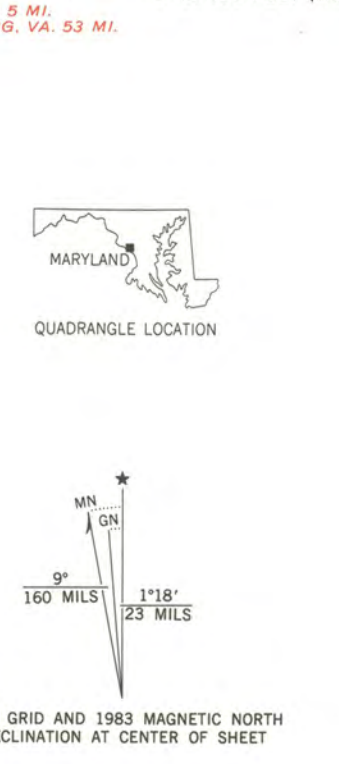 5 MI.
G, VA. 53 MI.
MARYLAND
QUADRANGLE LOCATION
★
MN
GN
9°
160 MILS
1°18′
23 MILS
GRID AND 1983 MAGNETIC NORTH
CLINATION AT CENTER OF SHEET